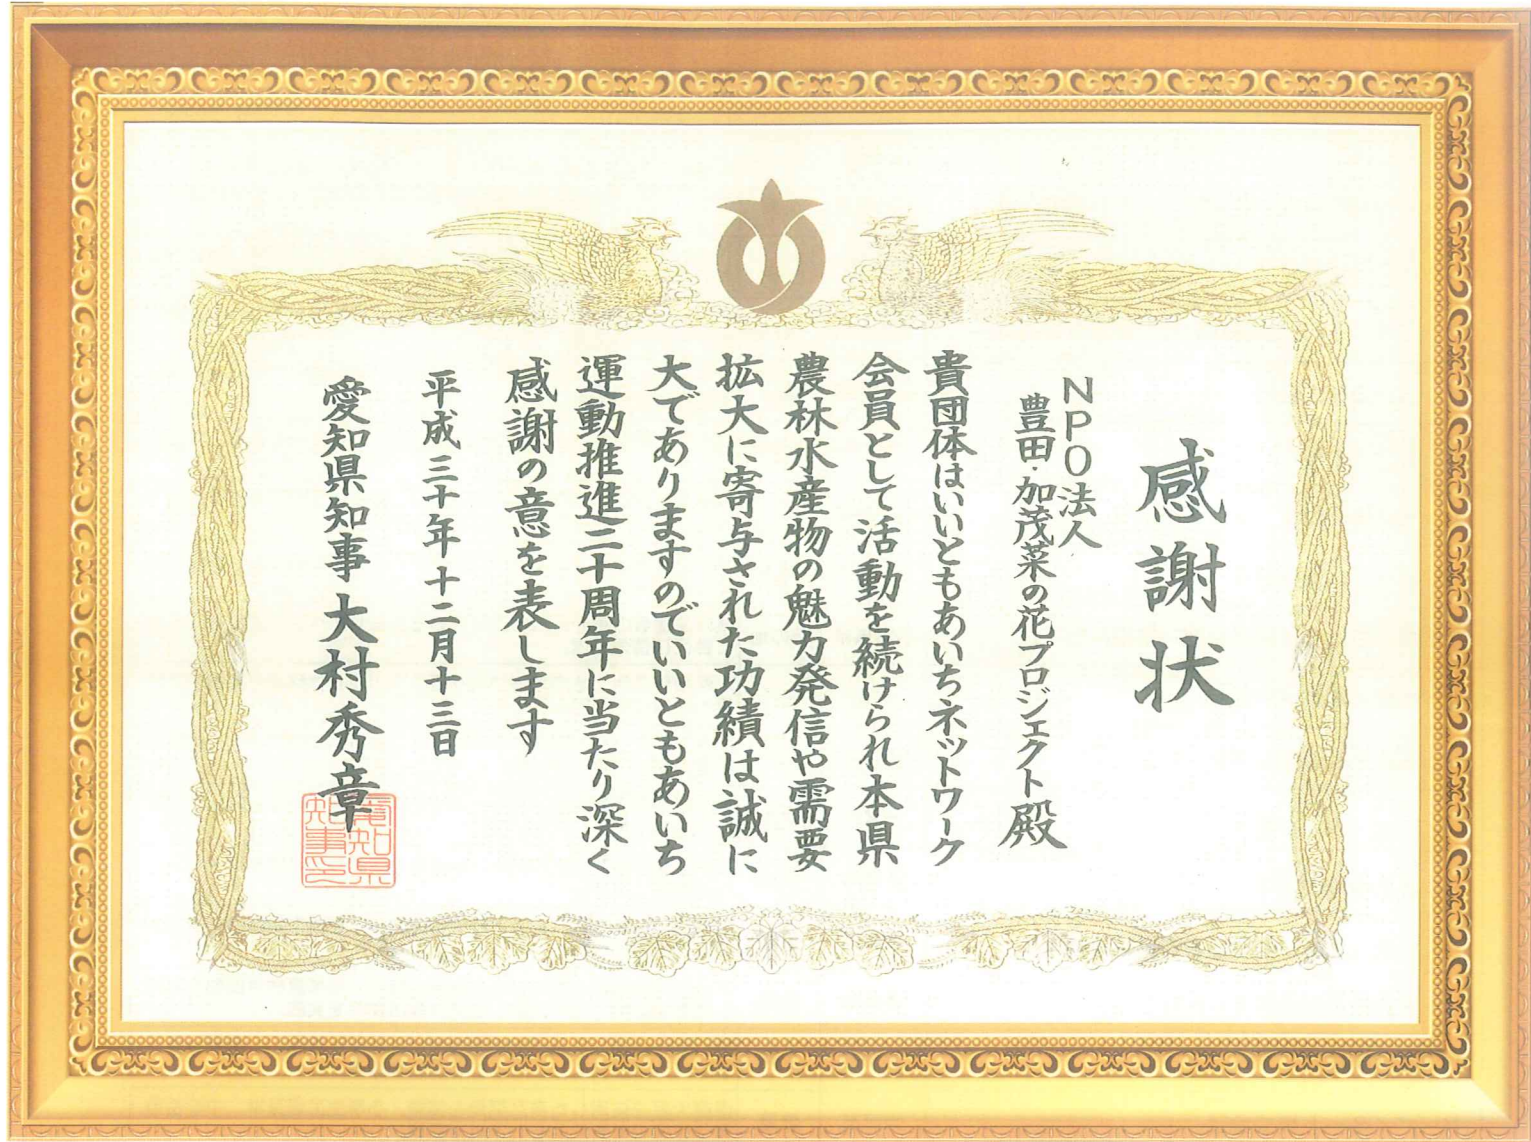 感謝状
NPO法人
豊田・加茂菜の花プロジェクト 殿
貴団体はいいともあいちネットワーク
会員として活動を続けられ本県
農林水産物の魅力発信や需要
拡大に寄与された功績は誠に
大でありますのでいいともあいち
運動推進二十周年に当たり深く
感謝の意を表します
平成三十年十二月十三日
愛知県知事 大村秀章
愛知県
知事印